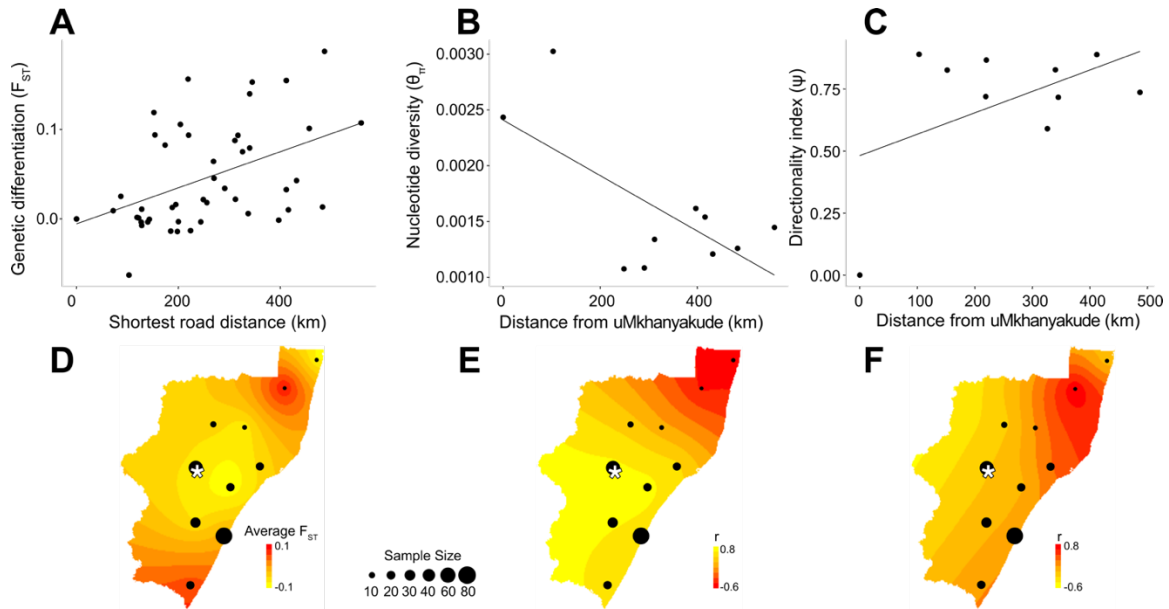 A
Genetic differentiation (F_ST)
0.1
0.0
0 200 400
Shortest road distance (km)
B
Nucleotide diversity (θ_π)
0.0030
0.0025
0.0020
0.0015
0.0010
0 200 400
Distance from uMkhanyakude (km)
C
Directionality index (ψ)
0.75
0.50
0.25
0.00
0 100 200 300 400 500
Distance from uMkhanyakude (km)
D
Average F_ST
0.1
-0.1
Sample Size
10 20 30 40 60 80
E
r
0.8
-0.6
F
r
0.8
-0.6